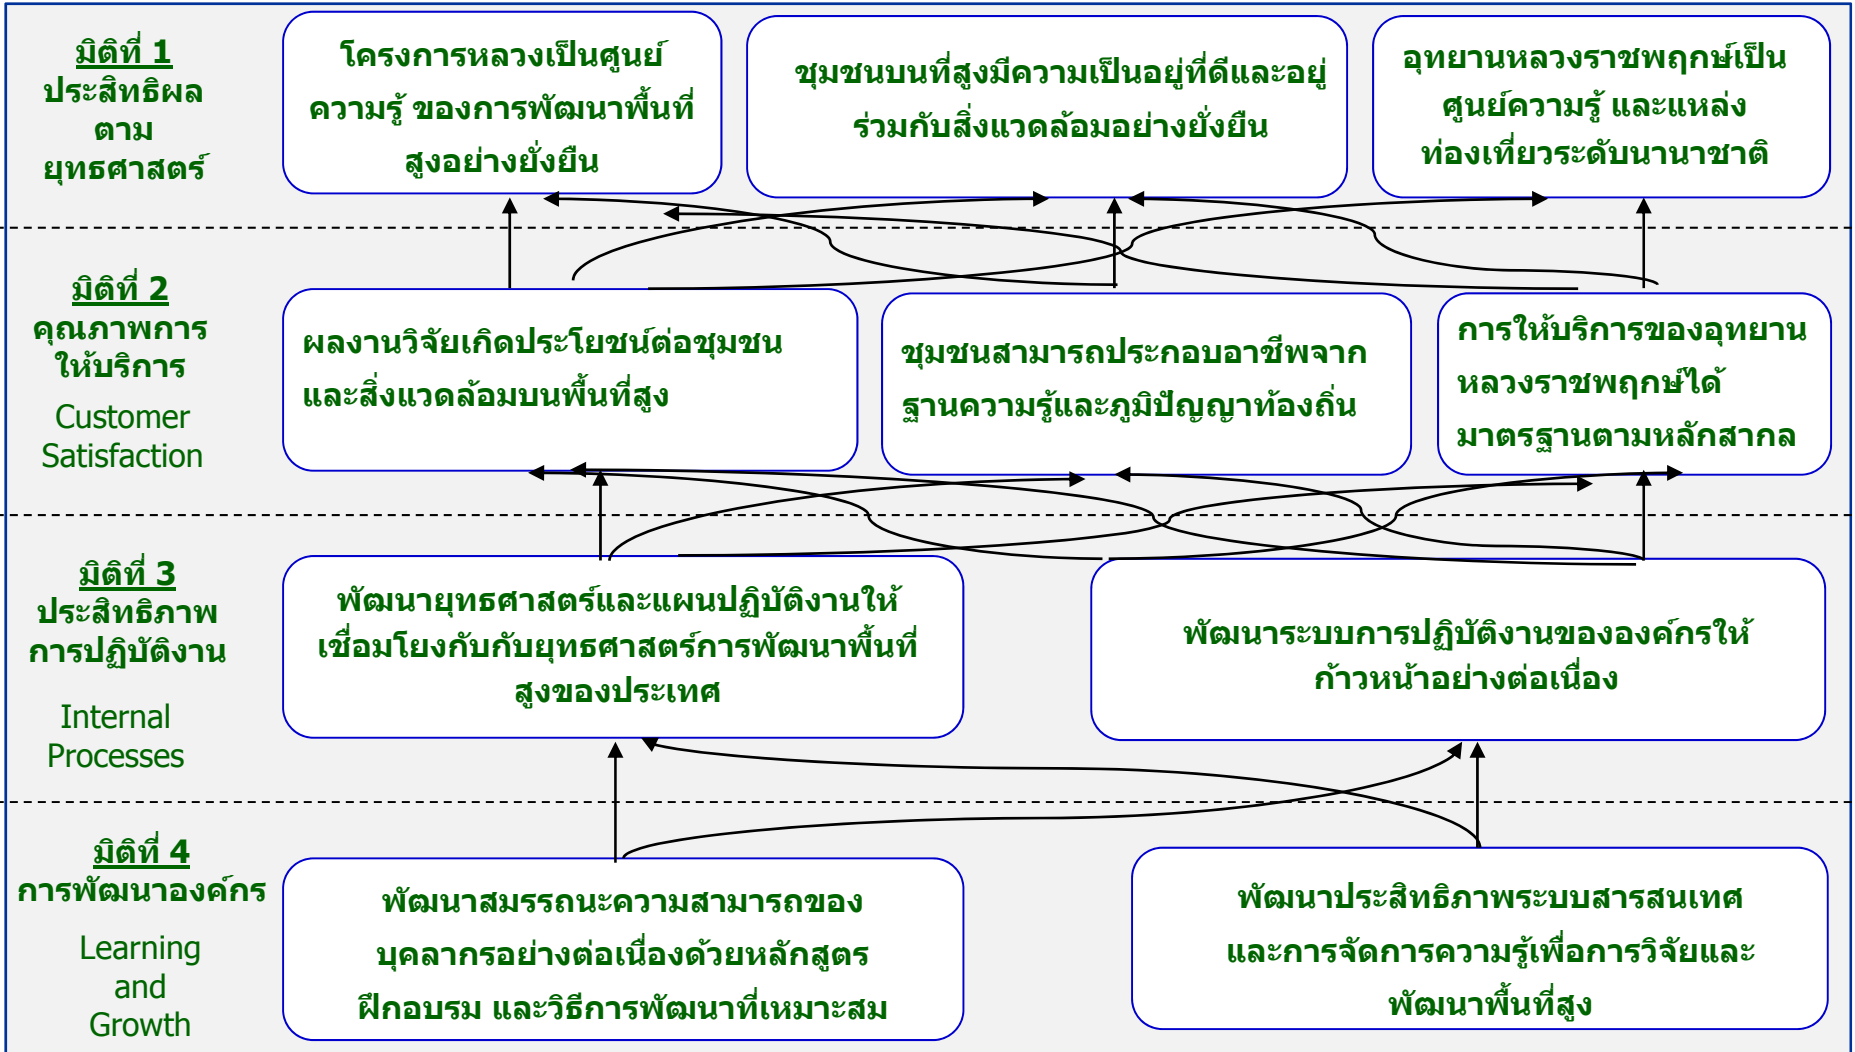 มิติที่ 1
ประสิทธิผล
ตาม
ยุทธศาสตร์
โครงการหลวงเป็นศูนย์
ความรู้ ของการพัฒนาพื้นที่
สูงอย่างยั่งยืน
ชุมชนบนที่สูงมีความเป็นอยู่ที่ดีและอยู่
ร่วมกับสิ่งแวดล้อมอย่างยั่งยืน
อุทยานหลวงราชพฤกษ์เป็น
ศูนย์ความรู้ และแหล่ง
ท่องเที่ยวระดับนานาชาติ
มิติที่ 2
คุณภาพการ
ให้บริการ
Customer
Satisfaction
ผลงานวิจัยเกิดประโยชน์ต่อชุมชน
และสิ่งแวดล้อมบนพื้นที่สูง
ชุมชนสามารถประกอบอาชีพจาก
ฐานความรู้และภูมิปัญญาท้องถิ่น
การให้บริการของอุทยาน
หลวงราชพฤกษ์ได้
มาตรฐานตามหลักสากล
มิติที่ 3
ประสิทธิภาพ
การปฏิบัติงาน
Internal
Processes
พัฒนายุทธศาสตร์และแผนปฏิบัติงานให้
เชื่อมโยงกับกับยุทธศาสตร์การพัฒนาพื้นที่
สูงของประเทศ
พัฒนาระบบการปฏิบัติงานขององค์กรให้
ก้าวหน้าอย่างต่อเนื่อง
มิติที่ 4
การพัฒนาองค์กร
Learning
and
Growth
พัฒนาสมรรถนะความสามารถของ
บุคลากรอย่างต่อเนื่องด้วยหลักสูตร
ฝึกอบรม และวิธีการพัฒนาที่เหมาะสม
พัฒนาประสิทธิภาพระบบสารสนเทศ
และการจัดการความรู้เพื่อการวิจัยและ
พัฒนาพื้นที่สูง